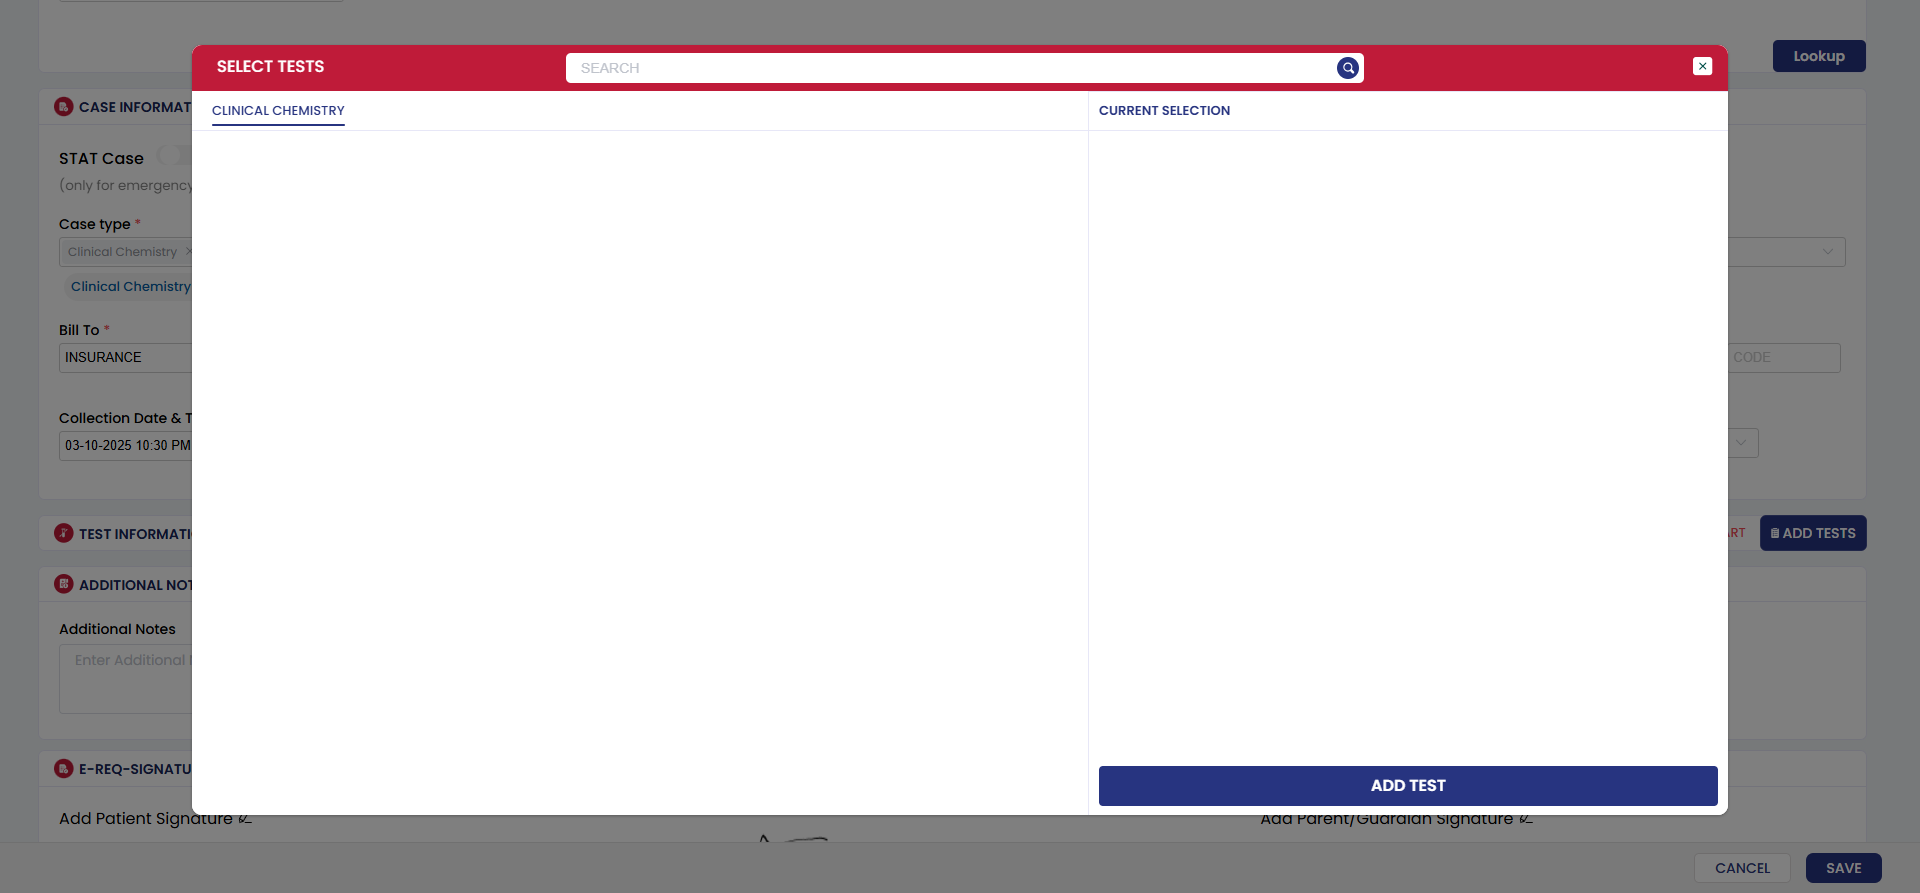 Lookup
SELECT TESTS
SEARCH
CASE INFORMAT
CLINICAL CHEMISTRY
CURRENT SELECTION
STAT Case
(only for emergency
Case type *
Clinical Chemistry ×
Clinical Chemistry
Bill To *
INSURANCE
CODE
Collection Date & T
03-10-2025 10:30 PM
TEST INFORMATI
ART
ADD TESTS
ADDITIONAL NOT
Additional Notes
Enter Additional
E-REQ-SIGNATU
ADD TEST
Add Patient Signature
Add Parent/Guardian Signature
CANCEL
SAVE